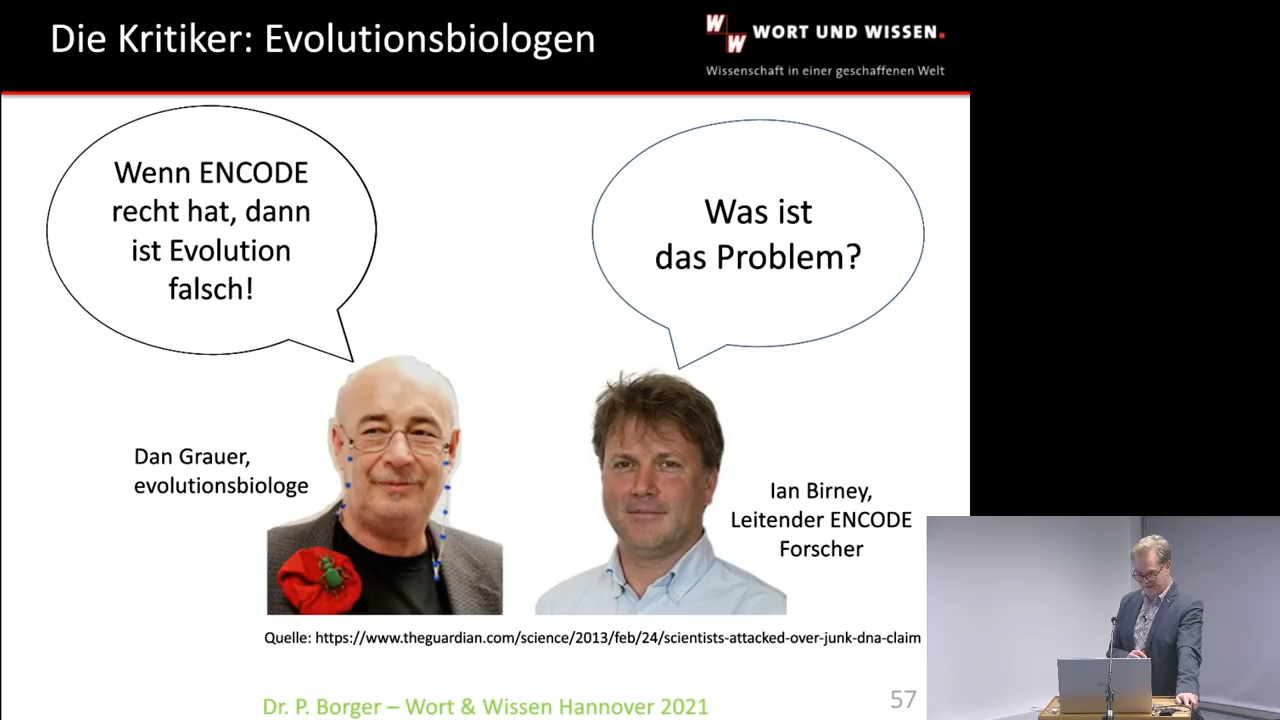 Die Kritiker: Evolutionsbiologen
W
W
WORT UND WISSEN.
Wissenschaft in einer geschaffenen Welt
Wenn ENCODE
recht hat, dann
ist Evolution
falsch!
Was ist
das Problem?
Dan Grauer,
evolutionsbiologe
Ian Birney,
Leitender ENCODE
Forscher
Quelle: https://www.theguardian.com/science/2013/feb/24/scientists-attacked-over-junk-dna-claim
Dr. P. Borger – Wort & Wissen Hannover 2021
57